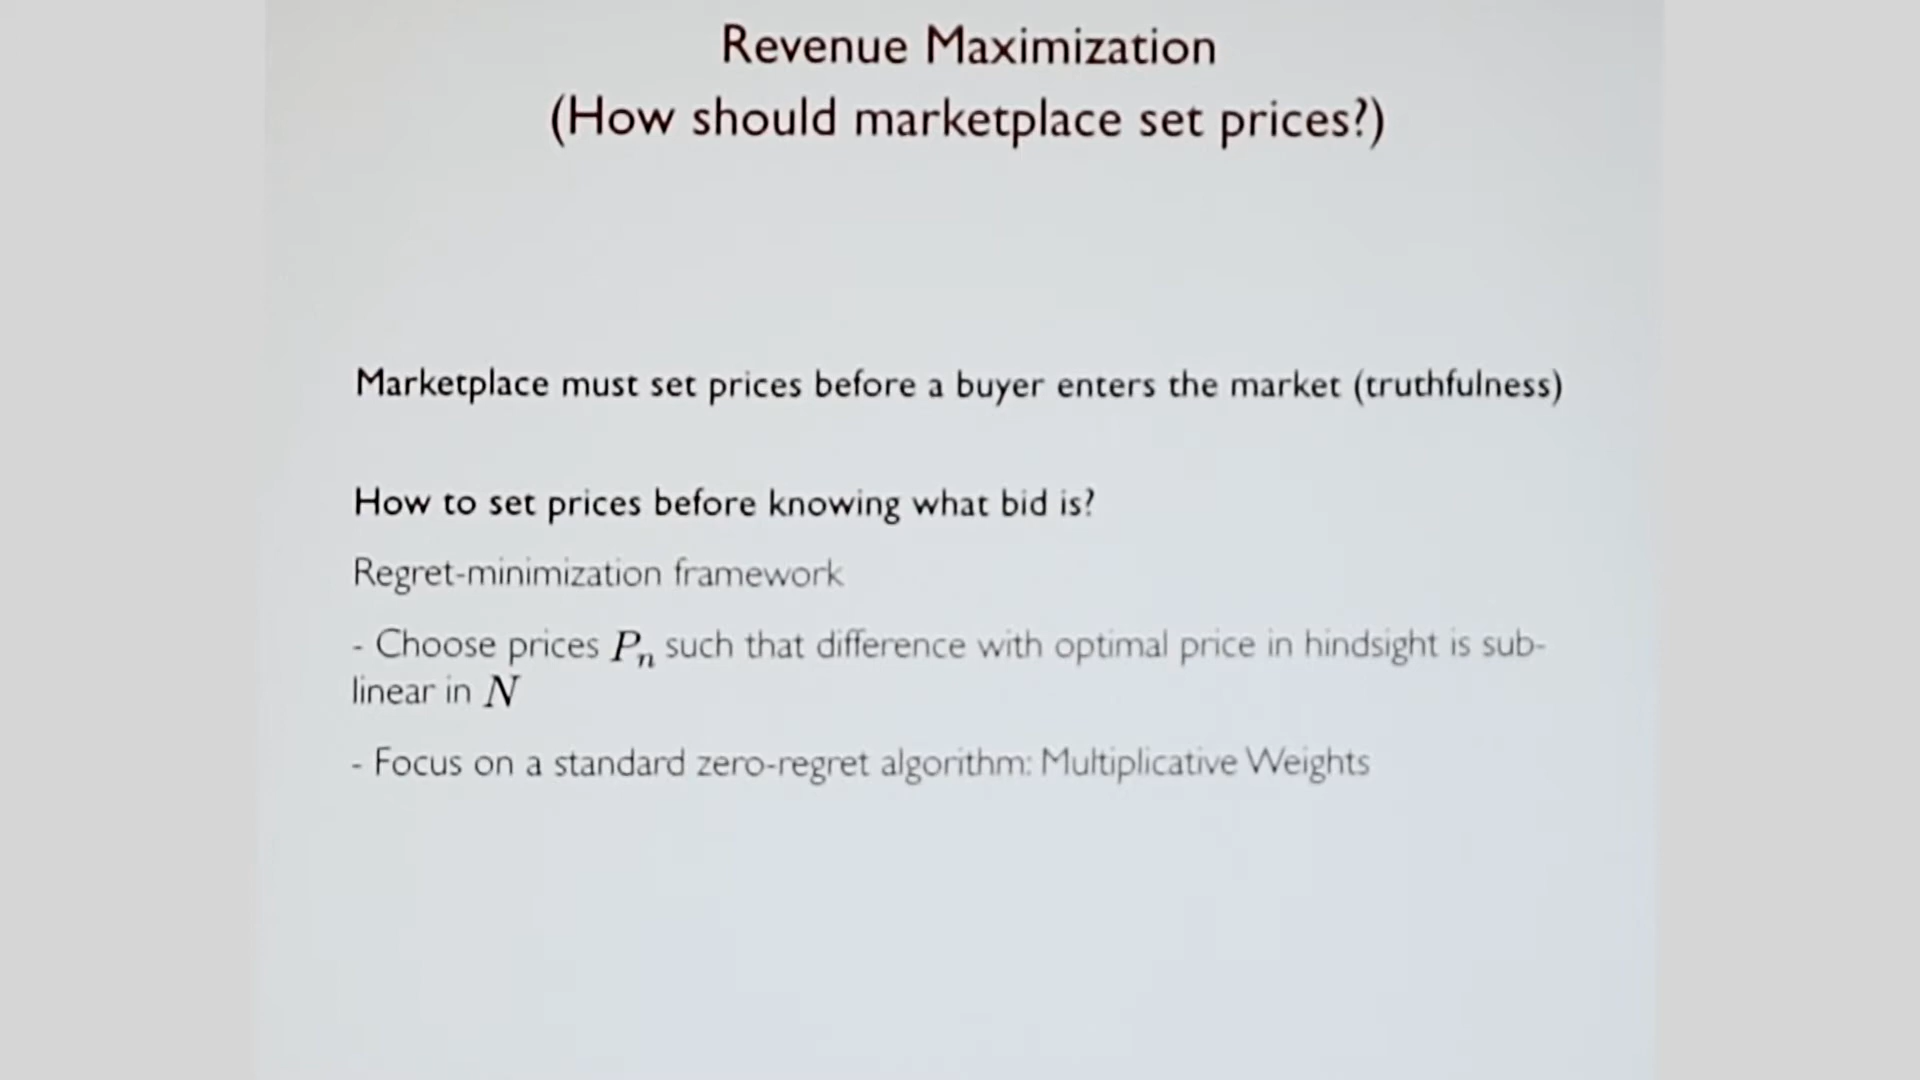 Revenue Maximization
(How should marketplace set prices?)
Marketplace must set prices before a buyer enters the market (truthfulness)
How to set prices before knowing what bid is?
Regret-minimization framework
- Choose prices Pₙ such that difference with optimal price in hindsight is sub-
linear in N
- Focus on a standard zero-regret algorithm: Multiplicative Weights